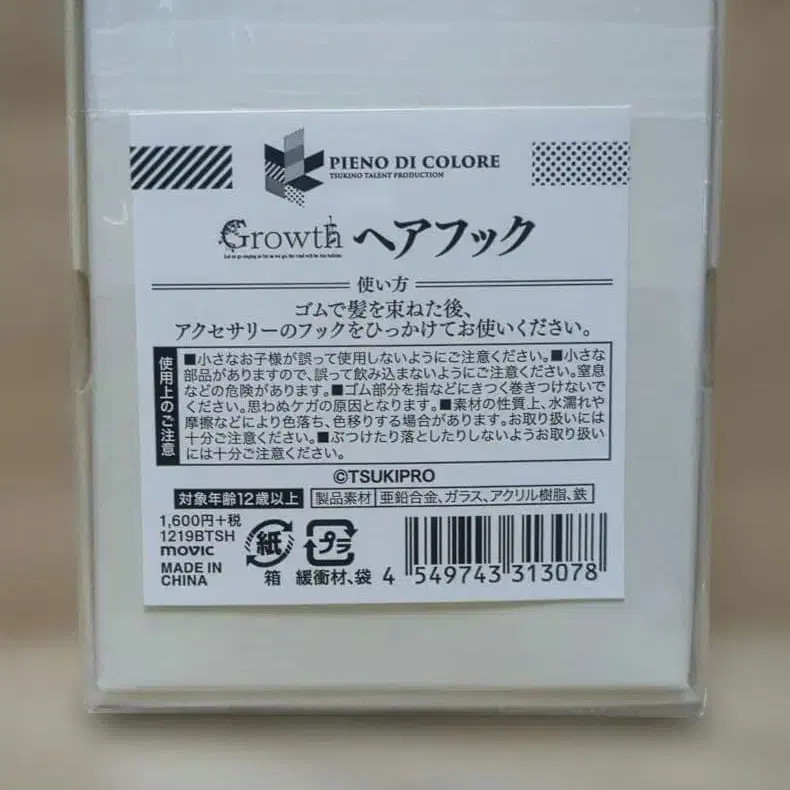 PIENO DI COLORE
TSUKINO TALENT PRODUCTION
Growth ヘアフック
使い方
ゴムで髪を束ねた後、
アクセサリーのフックをひっかけてお使いください。
使用上のご注意
■小さなお子様が誤って使用しないようにご注意ください。■小さな
部品がありますので、誤って飲み込まないようにご注意ください。窒息
などの危険があります。■ゴム部分を指などにきつく巻きつけないで
ください。思わぬケガの原因となります。■素材の性質上、水濡れや
摩擦などにより色落ち、色移りする場合があります。お取り扱いには
十分ご注意ください。■ぶつけたり落としたりしないようお取り扱い
には十分ご注意ください。
©TSUKIPRO
対象年齢12歳以上 製品素材 亜鉛合金、ガラス、アクリル樹脂、鉄
1,600円+税
1219BTSH
movic
MADE IN
CHINA
紙
箱
プラ
緩衝材、袋
4 549743 313078